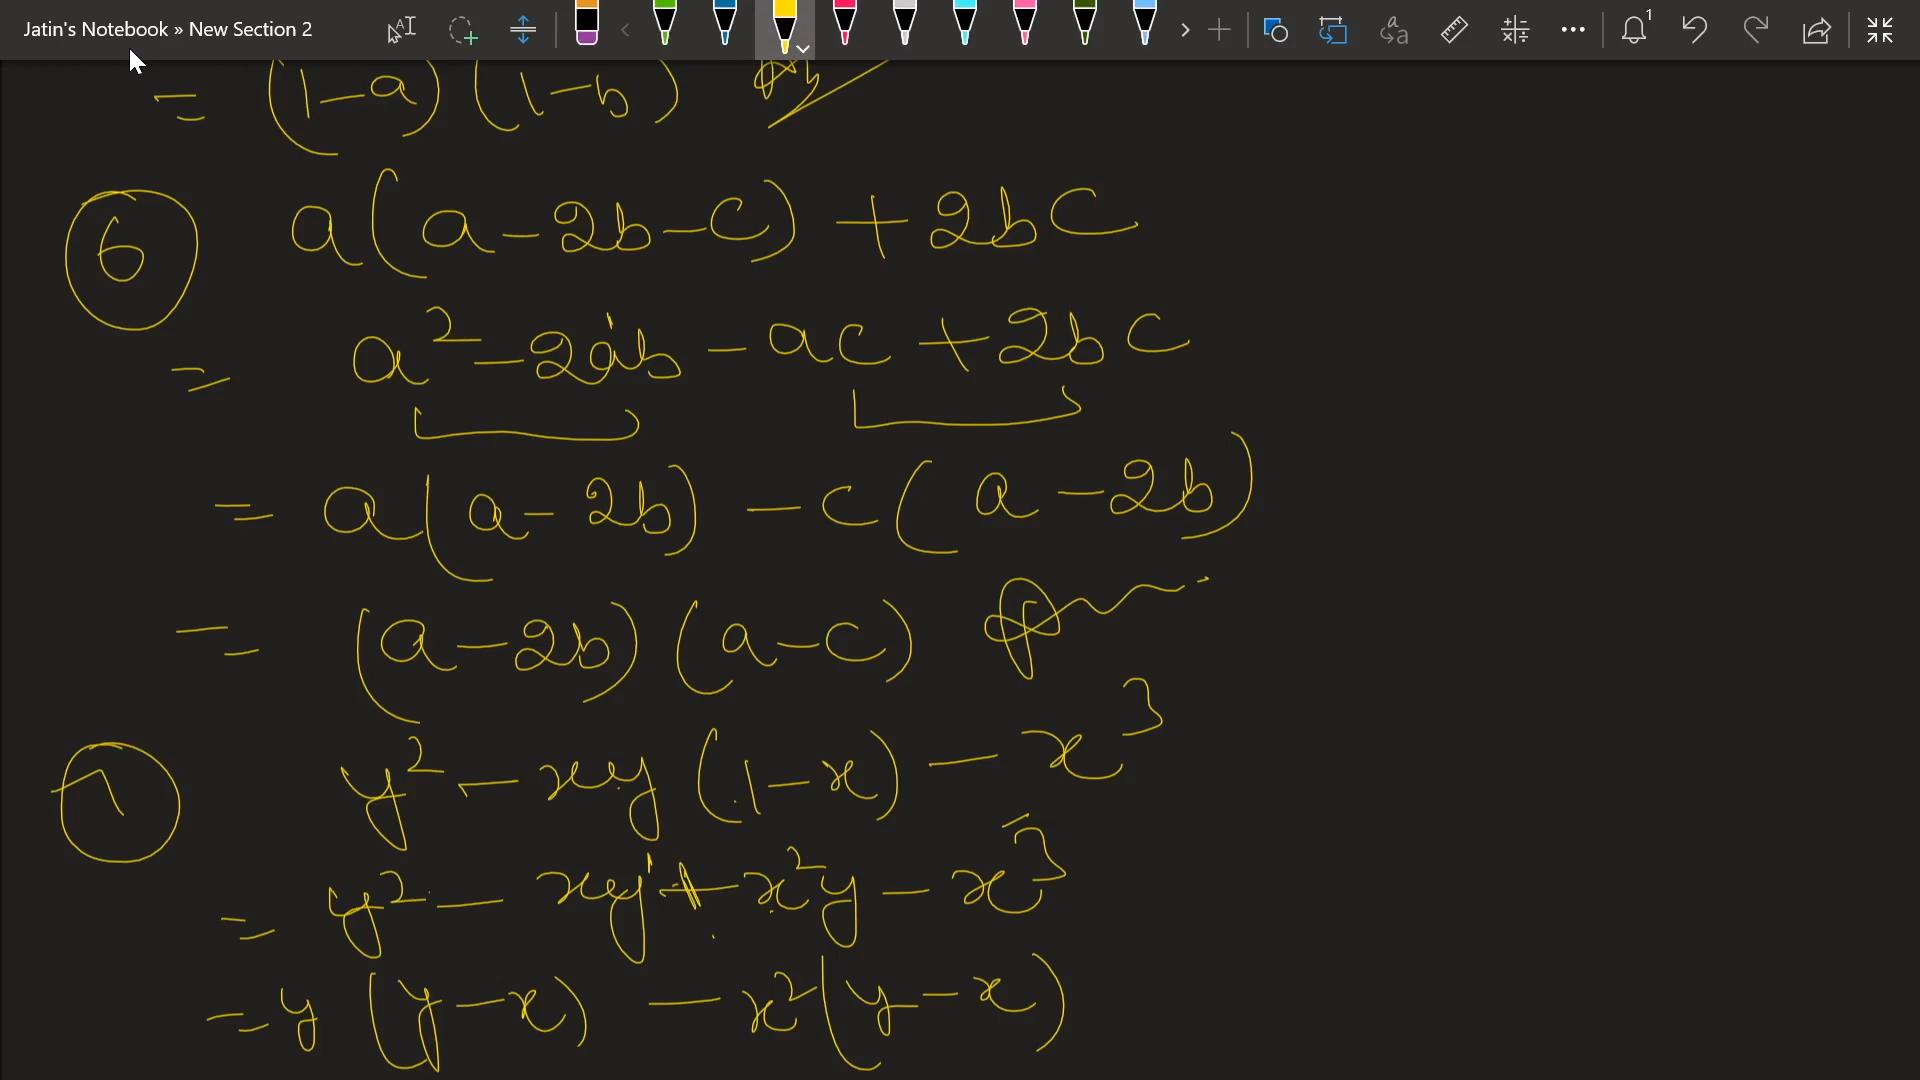 Jatin's Notebook » New Section 2
= (1-a) (1-b)
6 a(a-2b-c) +2bc
= a²-2ab-ac+2bc
= a(a-2b) -c(a-2b)
= (a-2b) (a-c)
7 y²-xy(1-x)-x³
= y²-xy+x²y-x³
= y(y-x) -x²(y-x)